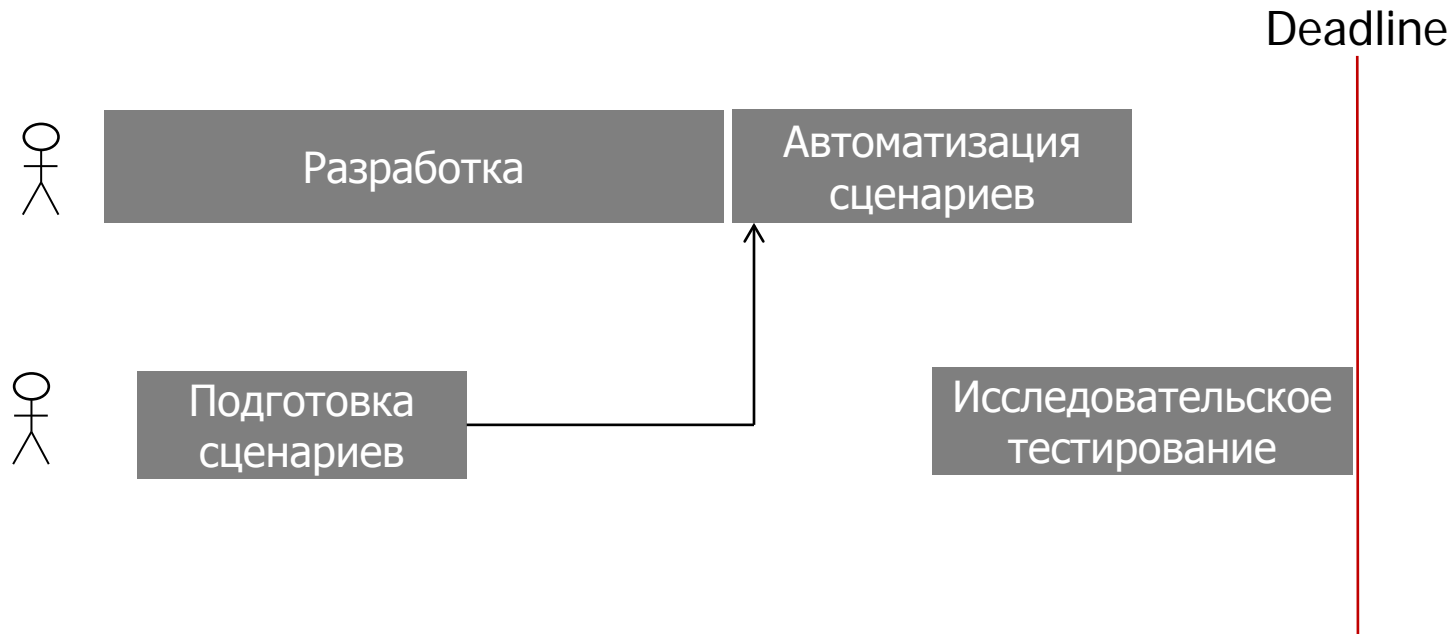 Deadline
Разработка
Автоматизация
сценариев
Подготовка
сценариев
Исследовательское
тестирование